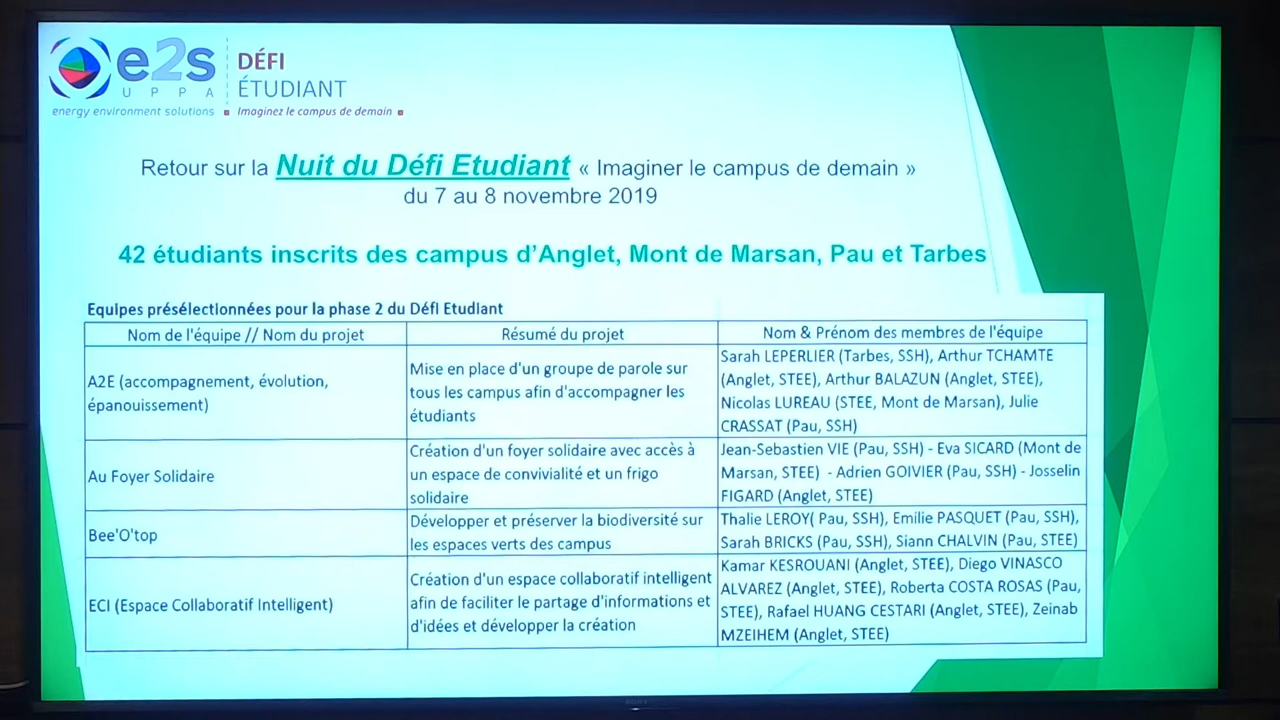 e2s
UPPA
energy environment solutions
DÉFI
ÉTUDIANT
Imaginez le campus de demain
Retour sur la Nuit du Défi Etudiant « Imaginer le campus de demain »
du 7 au 8 novembre 2019
42 étudiants inscrits des campus d'Anglet, Mont de Marsan, Pau et Tarbes
Equipes présélectionnées pour la phase 2 du Défi Etudiant
Nom de l'équipe // Nom du projet
Résumé du projet
Nom & Prénom des membres de l'équipe
A2E (accompagnement, évolution,
épanouissement)
Mise en place d'un groupe de parole sur
tous les campus afin d'accompagner les
étudiants
Sarah LEPERLIER (Tarbes, SSH), Arthur TCHAMTE
(Anglet, STEE), Arthur BALAZUN (Anglet, STEE),
Nicolas LUREAU (STEE, Mont de Marsan), Julie
CRASSAT (Pau, SSH)
Au Foyer Solidaire
Création d'un foyer solidaire avec accès à
un espace de convivialité et un frigo
solidaire
Jean-Sebastien VIE (Pau, SSH) - Eva SICARD (Mont de
Marsan, STEE) - Adrien GOIVIER (Pau, SSH) - Josselin
FIGARD (Anglet, STEE)
Bee'O'top
Développer et préserver la biodiversité sur
les espaces verts des campus
Thalie LEROY( Pau, SSH), Emilie PASQUET (Pau, SSH),
Sarah BRICKS (Pau, SSH), Siann CHALVIN (Pau, STEE)
ECI (Espace Collaboratif Intelligent)
Création d'un espace collaboratif intelligent
afin de faciliter le partage d'informations et
d'idées et développer la création
Kamar KESROUANI (Anglet, STEE), Diego VINASCO
ALVAREZ (Anglet, STEE), Roberta COSTA ROSAS (Pau,
STEE), Rafael HUANG CESTARI (Anglet, STEE), Zeinab
MZEIHEM (Anglet, STEE)